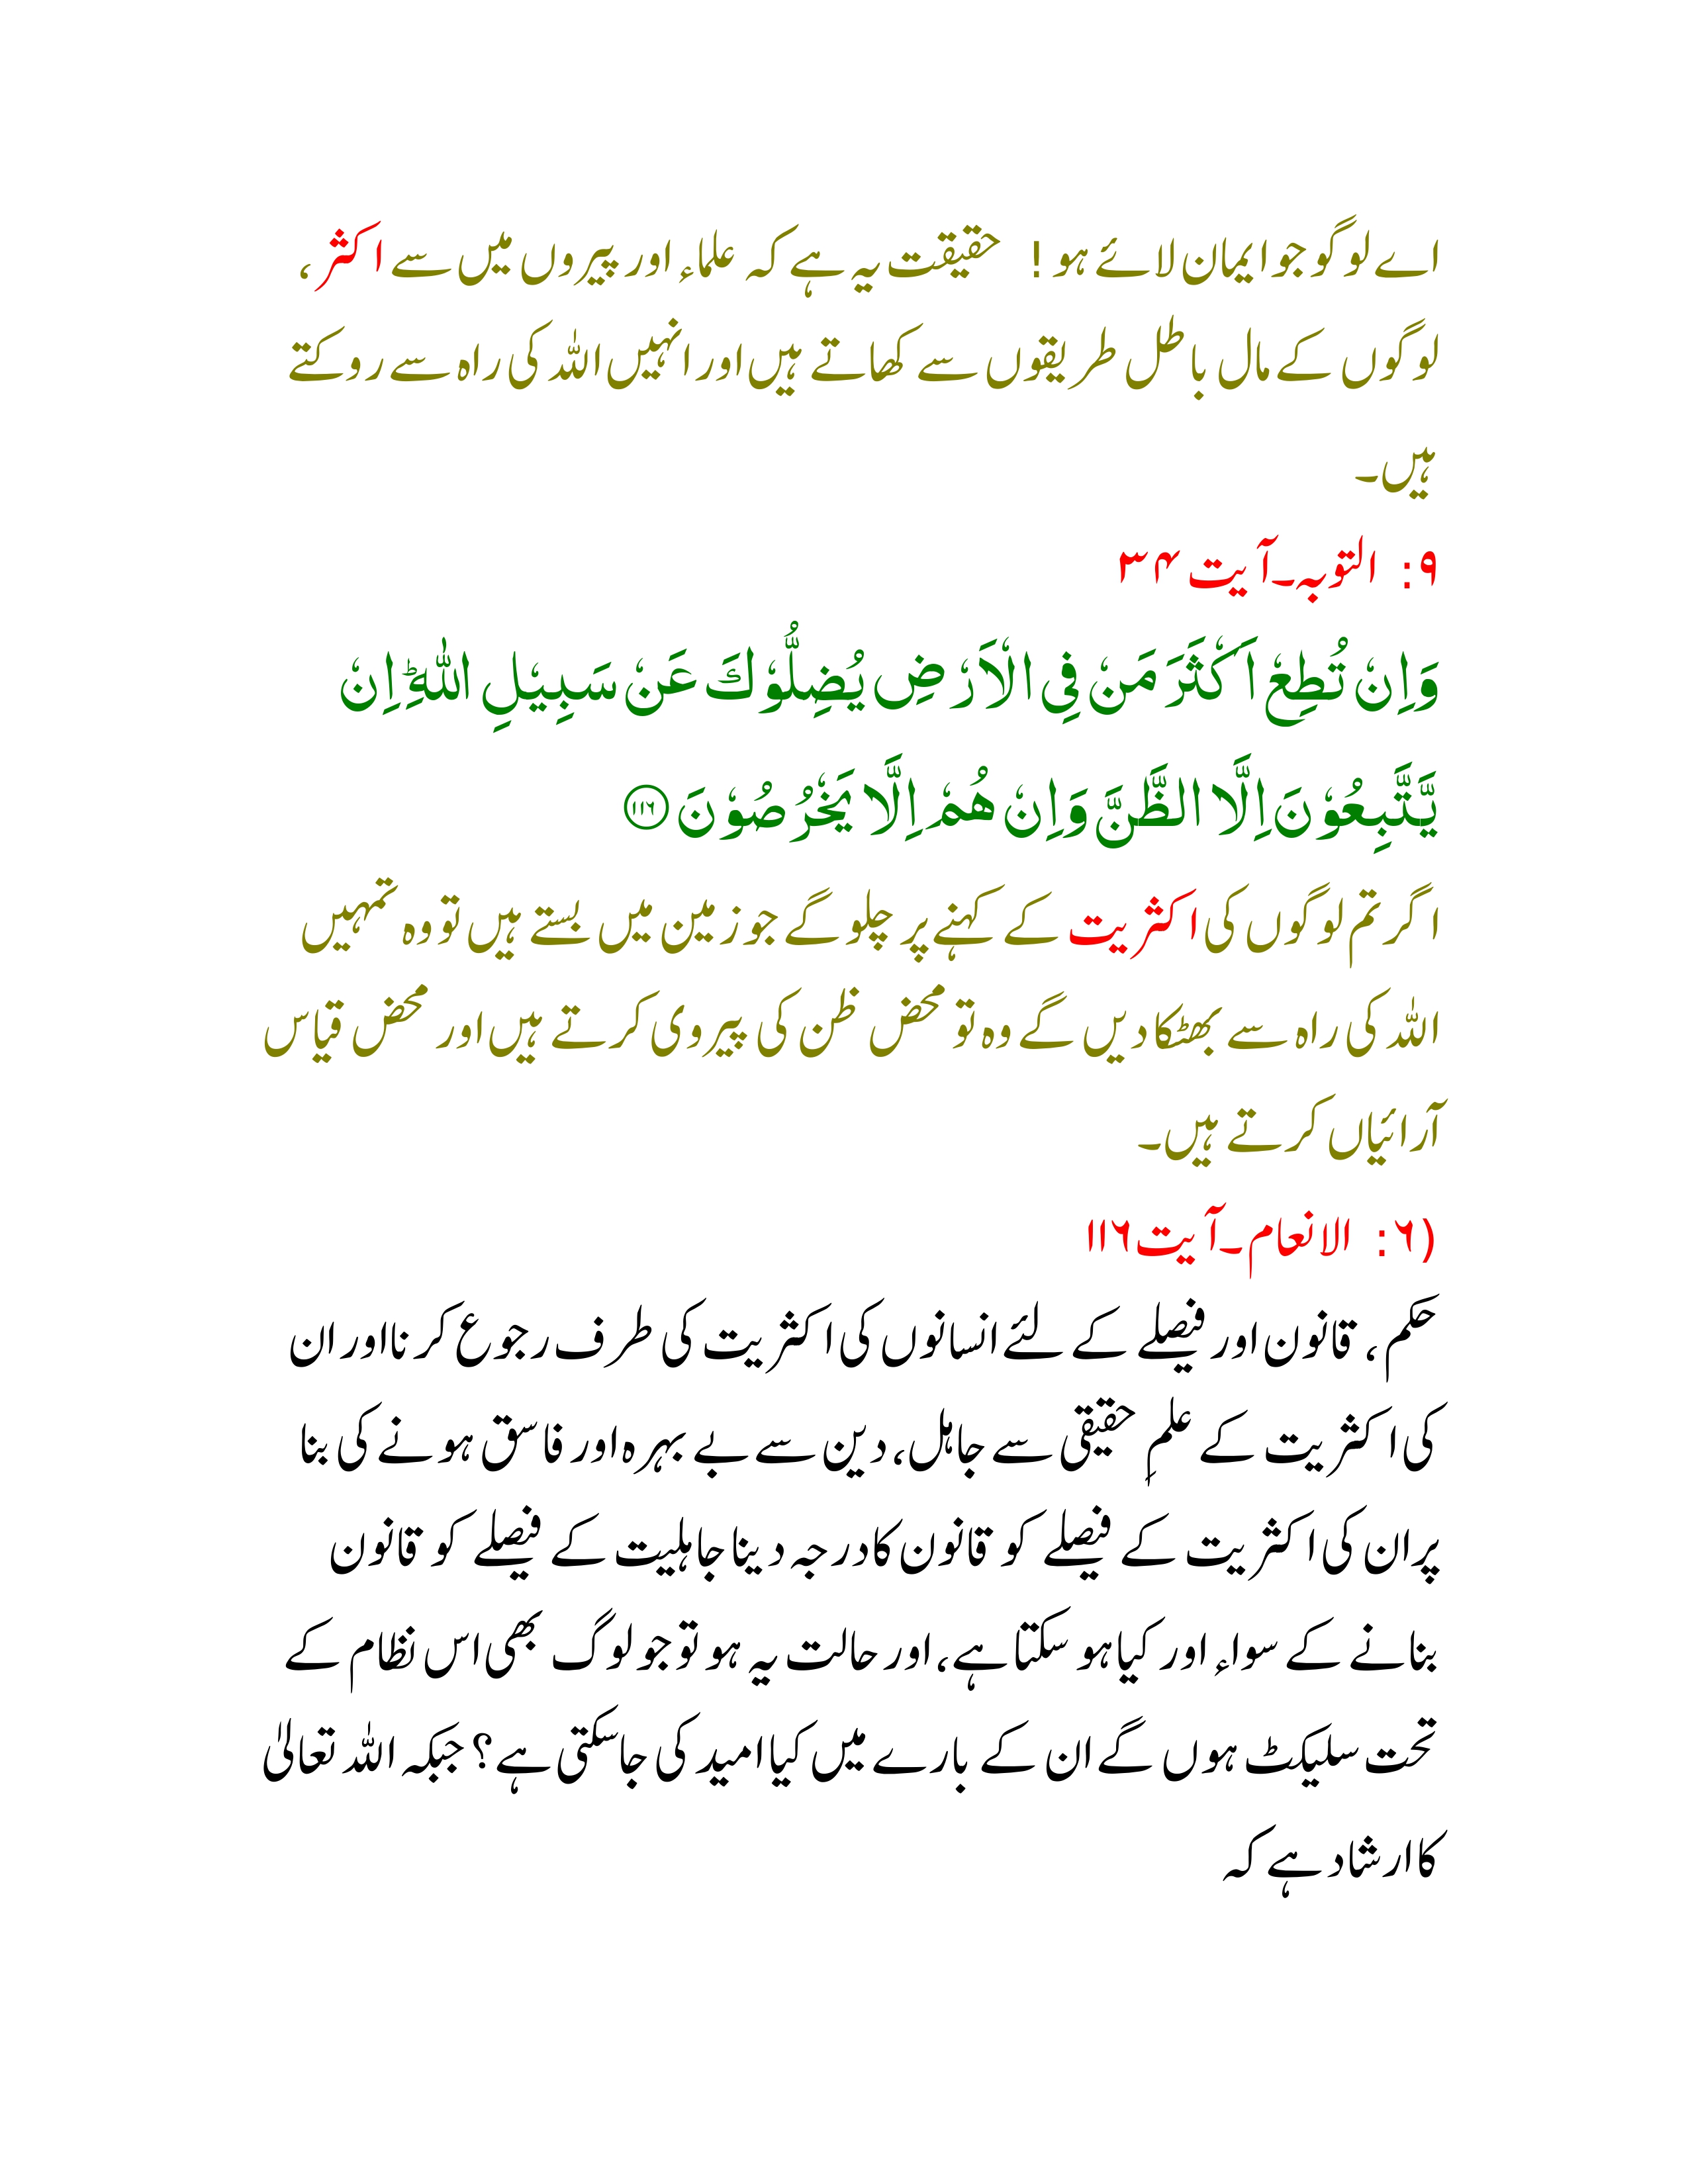 اے لوگو جو ایمان لائے ہو ! حقیقت یہ ہے کہ علماء اور پیروں میں سے اکثر ،
لوگوں کے مال باطل طریقوں سے کھاتے ہیں اور انہیں اللہ کی راہ سے روکتے
ہیں۔
۹: التوبہ۔آیت ۳۴
وَاِنْ تُطِعْ اَكْثَرَ مَنْ فِى الْاَرْضِ يُضِلُّوْكَ عَنْ سَبِيْلِ اللّٰهِ ؕ اِنْ
يَّتَّبِعُوْنَ اِلَّا الظَّنَّ وَاِنْ هُمْ اِلَّا يَخْرُصُوْنَ ﴿۱۱۶﴾
اگر تم لوگوں کی اکثریت کے کہنے پر چلو گے جو زمین میں بستے ہیں تو وہ تمہیں
اللہ کی راہ سے بھٹکا دیں گے وہ تو محض ظن کی پیروی کرتے ہیں اور محض قیاس
آرائیاں کرتے ہیں۔
(۶: الانعام۔آیت ۱۱۶
حکم، قانون اور فیصلے کے لئے انسانوں کی اکثریت کی طرف رجوع کرنا اور ان
کی اکثریت کے علمِ حقیقی سے جاہل، دین سے بے بہرہ اور فاسق ہونے کی بنا
پر ان کی اکثریت کے فیصلے کو قانون کا درجہ دینا جاہلیت کے فیصلے کو قانون
بنانے کے سواء اور کیا ہو سکتا ہے، اور حالت یہ ہو تو جو لوگ بھی اس نظام کے
تحت سلیکٹ ہوں گے ان کے بارے میں کیا امید کی جا سکتی ہے؟ جبکہ اللہ تعالیٰ
کا ارشاد ہے کہ